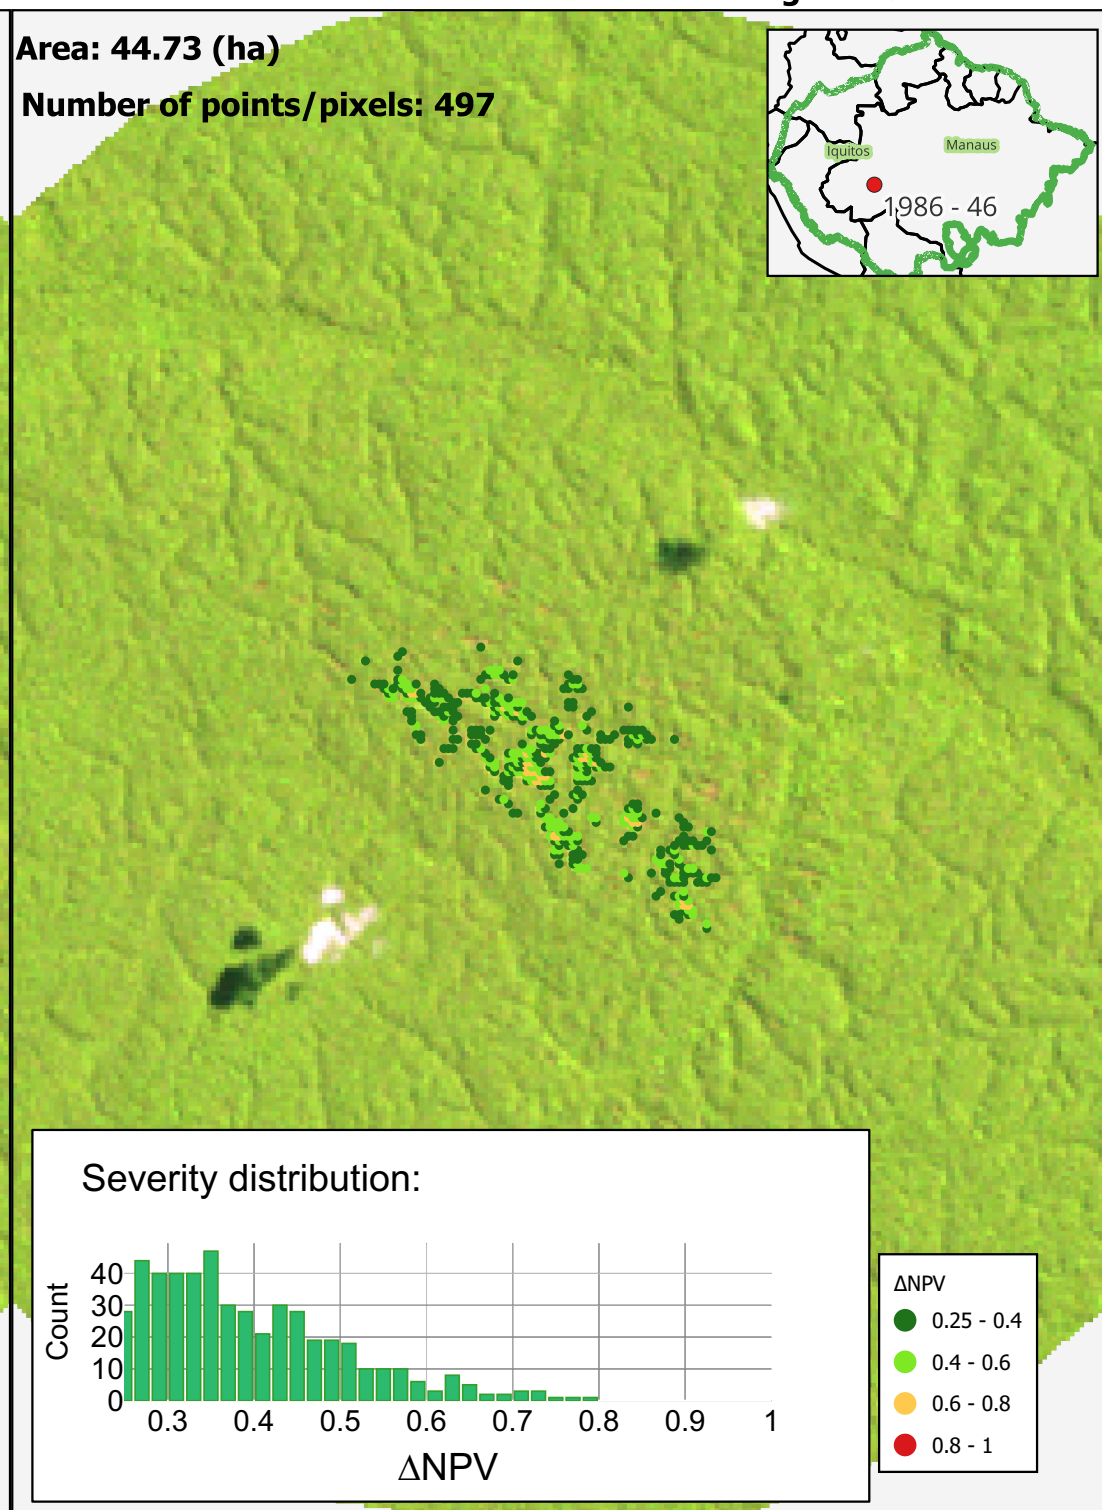 Area: 44.73 (ha)
Number of points/pixels: 497
Iquitos
Manaus
1986 - 46
Severity distribution:
Count
40
30
20
10
0
0.3 0.4 0.5 0.6 0.7 0.8 0.9 1
ΔNPV
ΔNPV
0.25 - 0.4
0.4 - 0.6
0.6 - 0.8
0.8 - 1